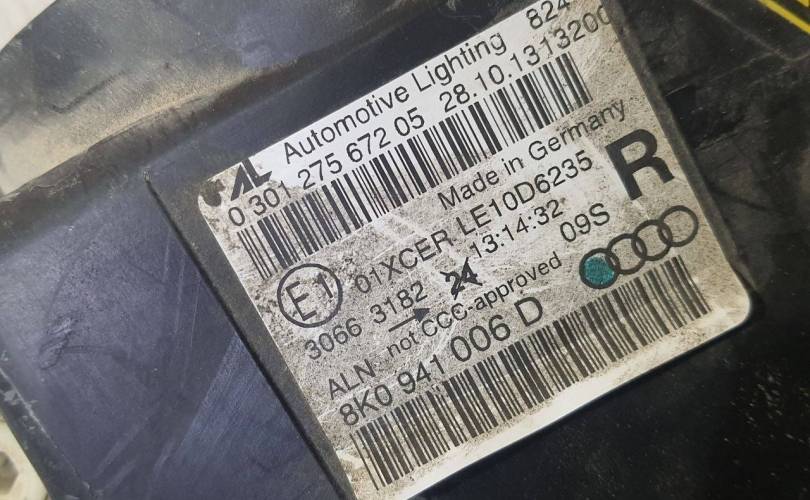 AL Automotive Lighting 824
0 301 275 672 05 28.10.13 13200
Made in Germany
E1 01XCER LE10D6235 R
3066 3182 24 13:14:32 09S
ALN not CCC-approved
8K0 941 006 D